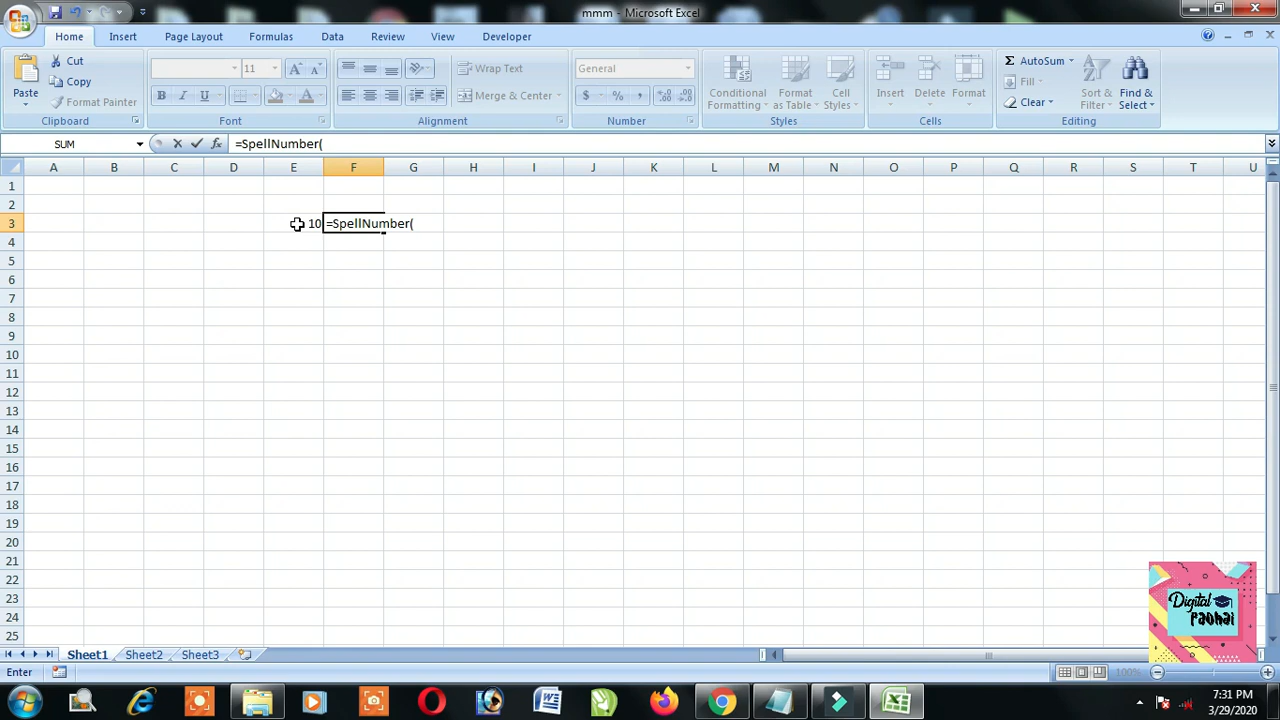 mmm - Microsoft Excel
Home Insert Page Layout Formulas Data Review View Developer
Paste
Cut
Copy
Format Painter
Clipboard
11
Font
Wrap Text
Merge & Center
Alignment
General
$ % ,
Number
Conditional Formatting
Format as Table
Cell Styles
Styles
Insert
Delete
Format
Cells
Σ AutoSum
Fill
Clear
Sort & Filter
Find & Select
Editing
SUM
=SpellNumber(
A B C D E F G H I J K L M N O P Q R S T U
1
2
3 10 =SpellNumber(
4
5
6
7
8
9
10
11
12
13
14
15
16
17
18
19
20
21
22
23
24
25
Digital
Padhai
Sheet1 Sheet2 Sheet3
Enter
100%
7:31 PM
3/29/2020